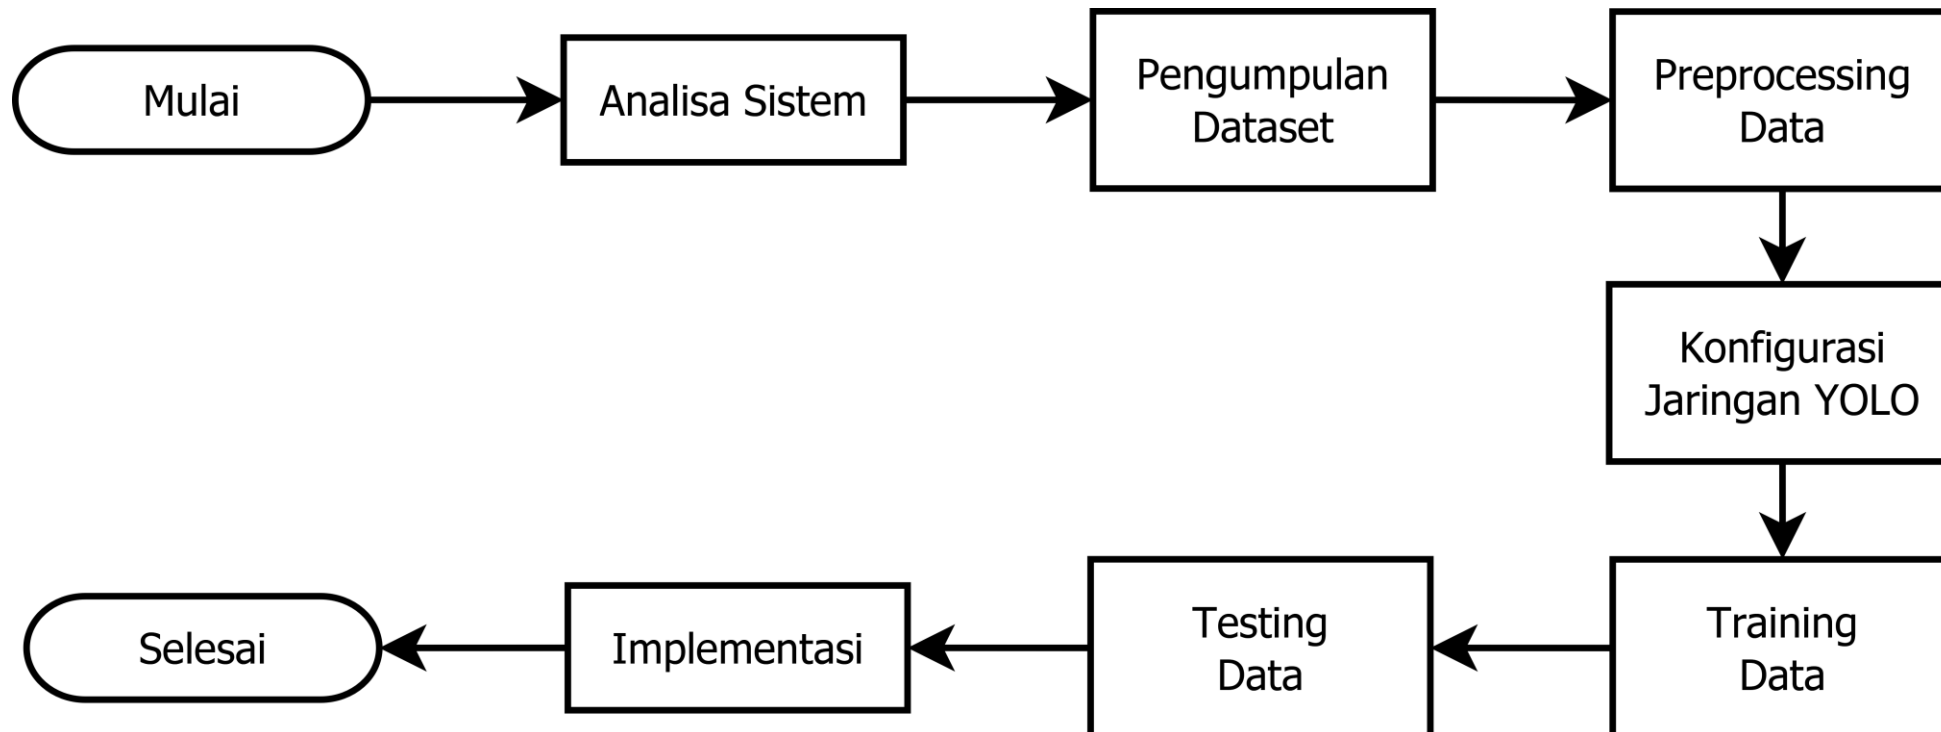 Mulai
Analisa Sistem
Pengumpulan
Dataset
Preprocessing
Data
Konfigurasi
Jaringan YOLO
Training
Data
Testing
Data
Implementasi
Selesai